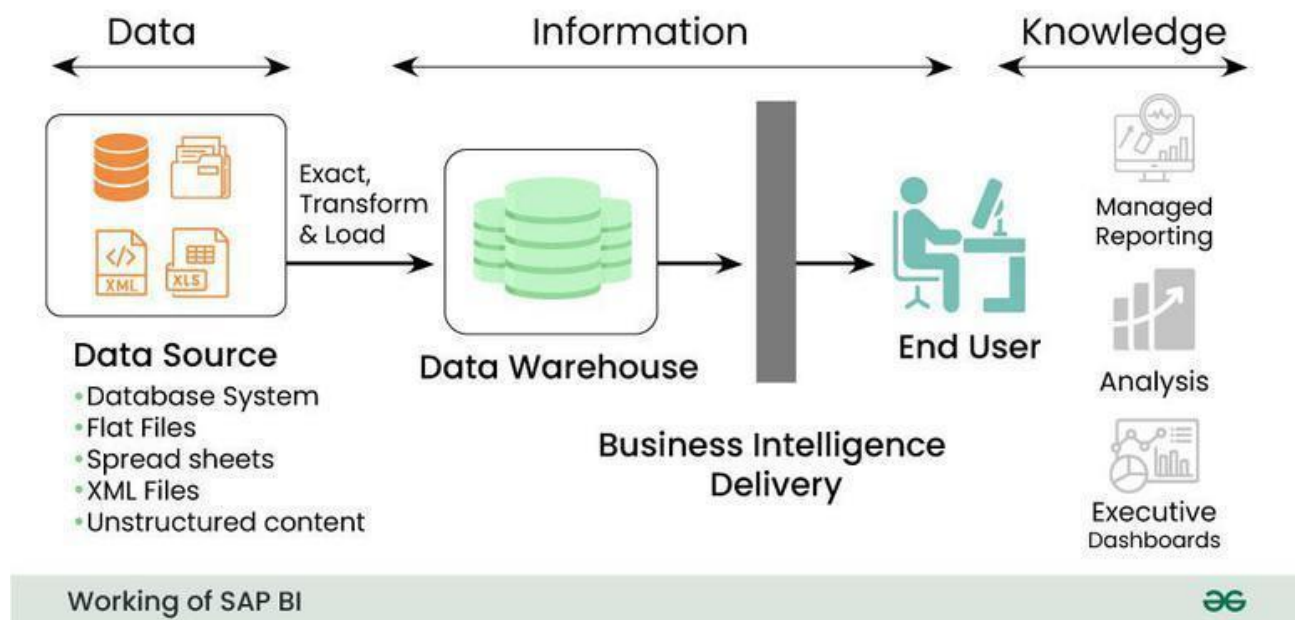 Data
Information
Knowledge
Exact,
Transform
& Load
</>
XML
XLS
Data Source
•Database System
•Flat Files
•Spread sheets
•XML Files
•Unstructured content
Data Warehouse
Business Intelligence
Delivery
End User
Managed
Reporting
Analysis
Executive
Dashboards
Working of SAP BI